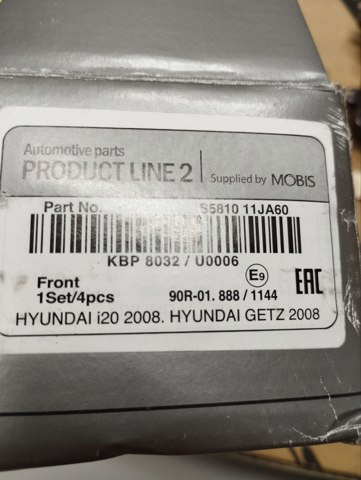 Automotive parts
PRODUCT LINE 2
Supplied by MOBIS
Part No. S5810 11JA60
KBP 8032 / U0006
Front
E9
EAC
1Set/4pcs
90R-01. 888 / 1144
HYUNDAI i20 2008. HYUNDAI GETZ 2008